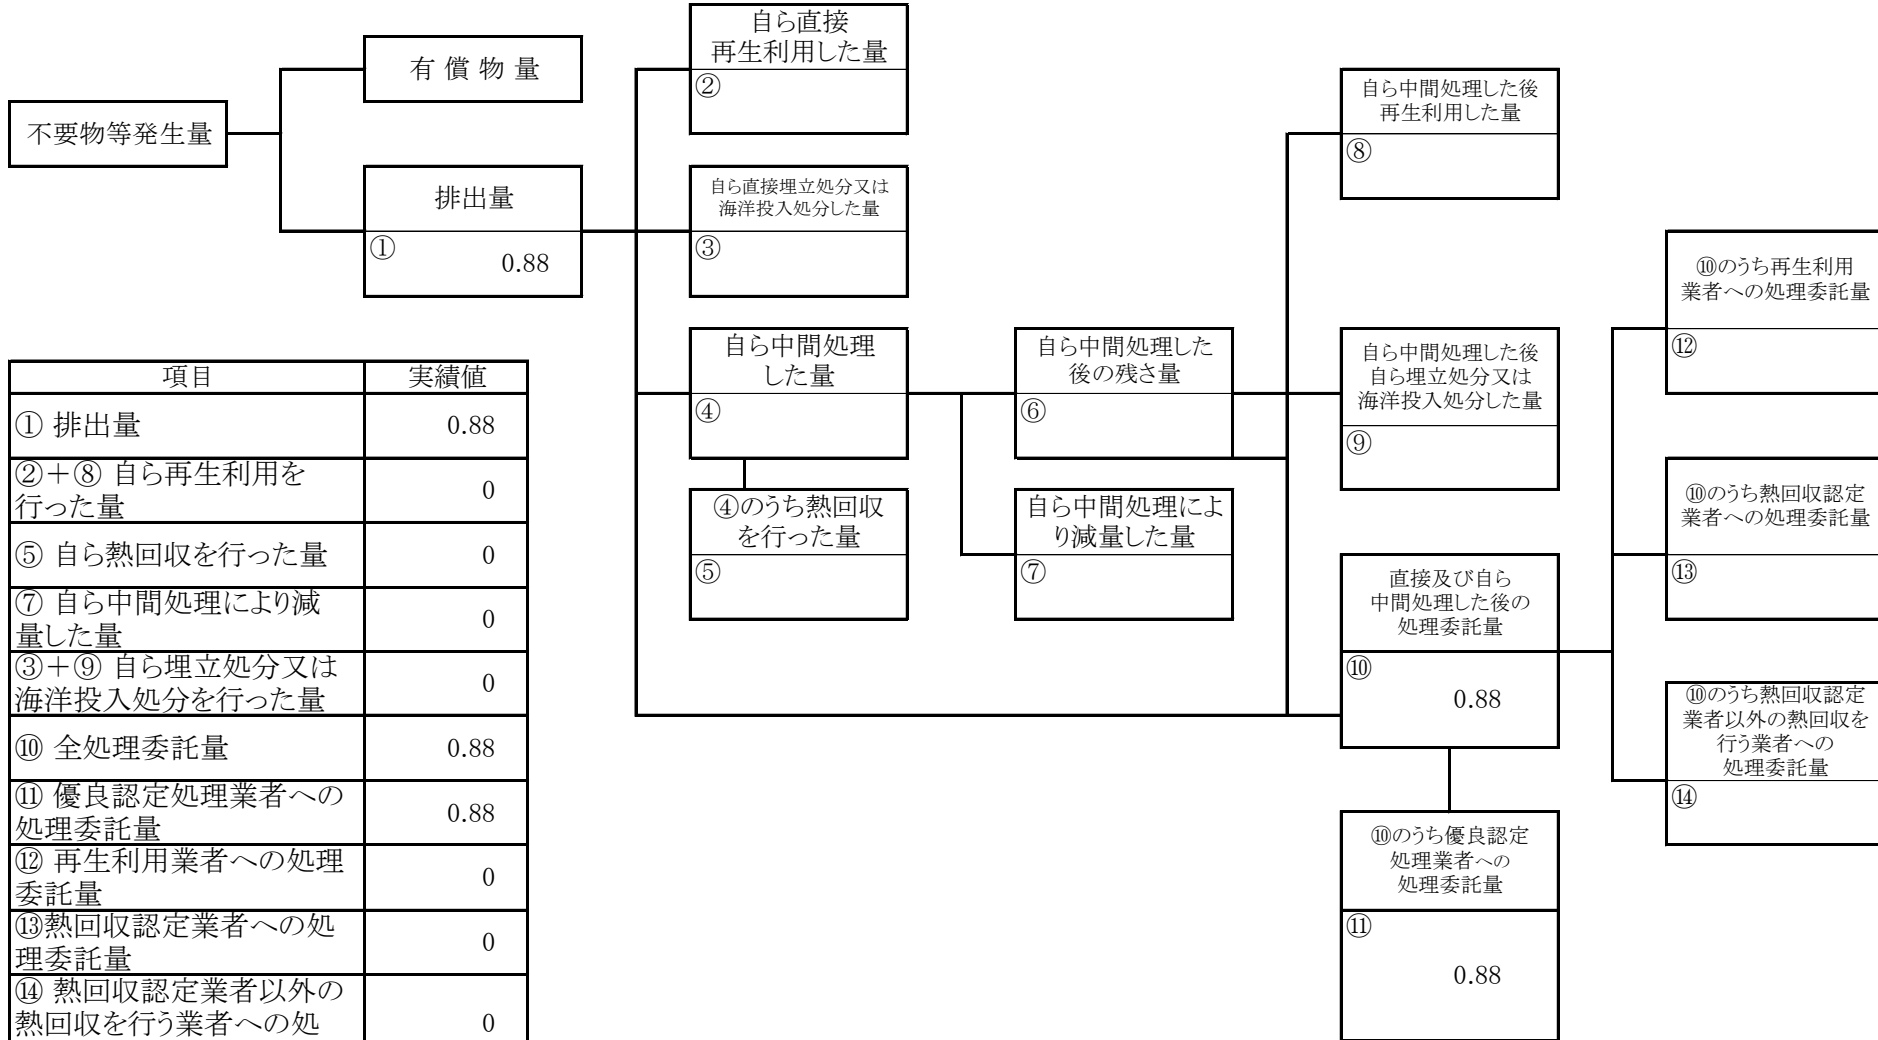 不要物等発生量
有償物量
排出量
①
0.88
自ら直接
再生利用した量
②
自ら直接埋立処分又は
海洋投入処分した量
③
自ら中間処理
した量
④
④のうち熱回収
を行った量
⑤
自ら中間処理した
後の残さ量
⑥
自ら中間処理によ
り減量した量
⑦
自ら中間処理した後
再生利用した量
⑧
自ら中間処理した後
自ら埋立処分又は
海洋投入処分した量
⑨
直接及び自ら
中間処理した後の
処理委託量
⑩
0.88
⑩のうち優良認定
処理業者への
処理委託量
⑪
0.88
⑩のうち再生利用
業者への処理委託量
⑫
⑩のうち熱回収認定
業者への処理委託量
⑬
⑩のうち熱回収認定
業者以外の熱回収を
行う業者への
処理委託量
⑭
項目 実績値
① 排出量 0.88
②+⑧ 自ら再生利用を
行った量 0
⑤ 自ら熱回収を行った量 0
⑦ 自ら中間処理により減
量した量 0
③+⑨ 自ら埋立処分又は
海洋投入処分を行った量 0
⑩ 全処理委託量 0.88
⑪ 優良認定処理業者への
処理委託量 0.88
⑫ 再生利用業者への処理
委託量 0
⑬熱回収認定業者への処
理委託量 0
⑭ 熱回収認定業者以外の
熱回収を行う業者への処 0